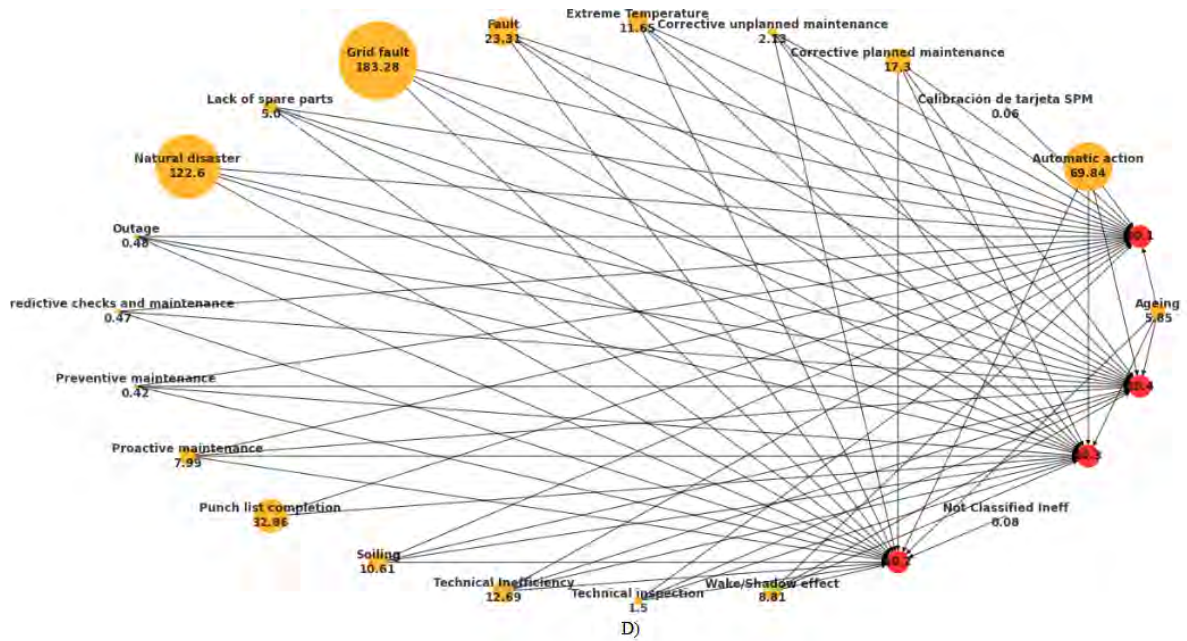 Extreme Temperature
11.65
Fault
23.31
Corrective unplanned maintenance
2.13
Grid fault
183.28
Corrective planned maintenance
17.3
Lack of spare parts
5.0
Calibración de tarjeta SPM
0.06
Natural disaster
122.6
Automatic action
69.84
Outage
0.48
redictive checks and maintenance
0.47
Ageing
5.85
Preventive maintenance
0.42
Proactive maintenance
7.99
Punch list completion
32.86
Not Classified Ineff
0.08
Soiling
10.61
Technical Inefficiency
12.69
Technical inspection
1.5
Wake/Shadow effect
8.81
D)